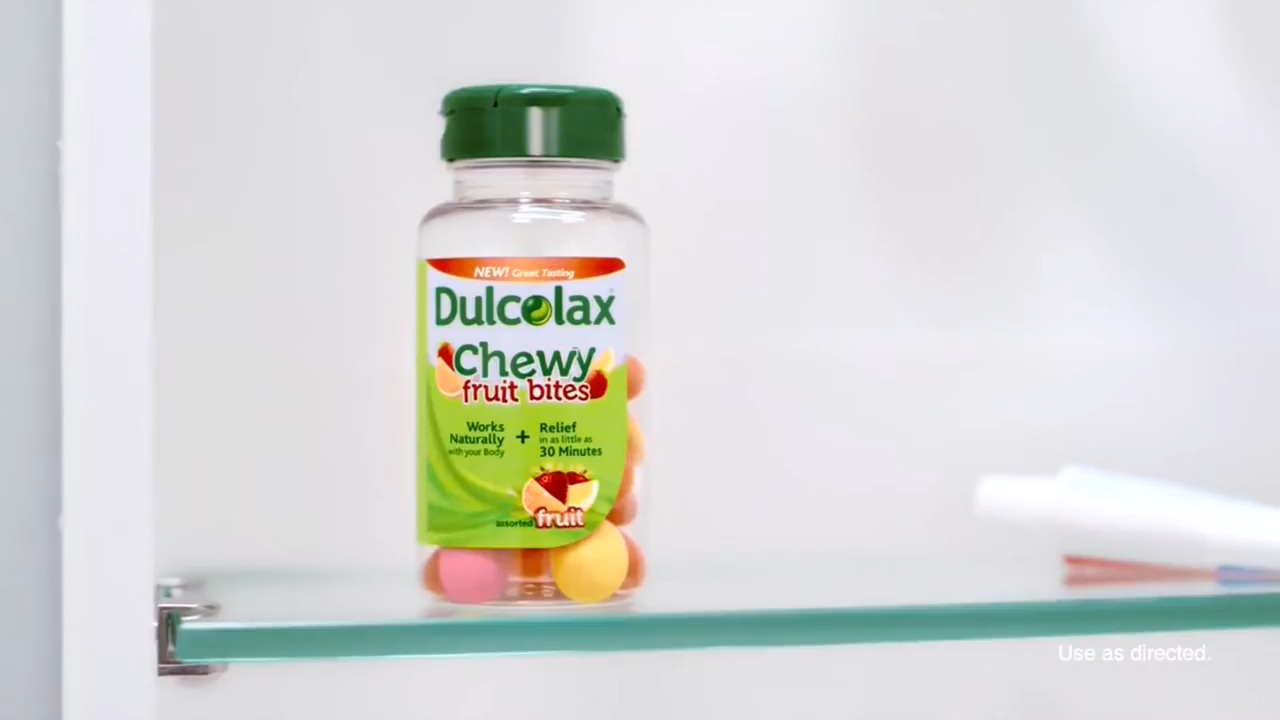 NEW! Great Tasting
Dulcolax
Chewy
fruit bites
Works
Naturally
with your Body
+
Relief
in as little as
30 Minutes
assorted fruit
Use as directed.